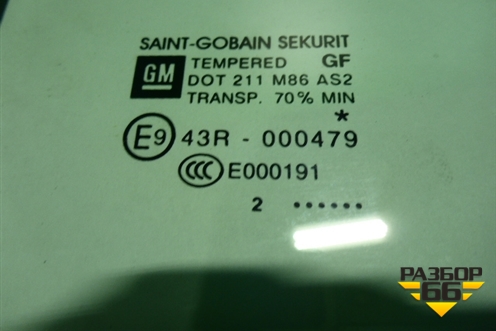 SAINT-GOBAIN SEKURIT
GM TEMPERED GF
DOT 211 M86 AS2
TRANSP. 70% MIN
*
E9 43R - 000479
CCC E000191
2 ••••••
РАЗБОР
66